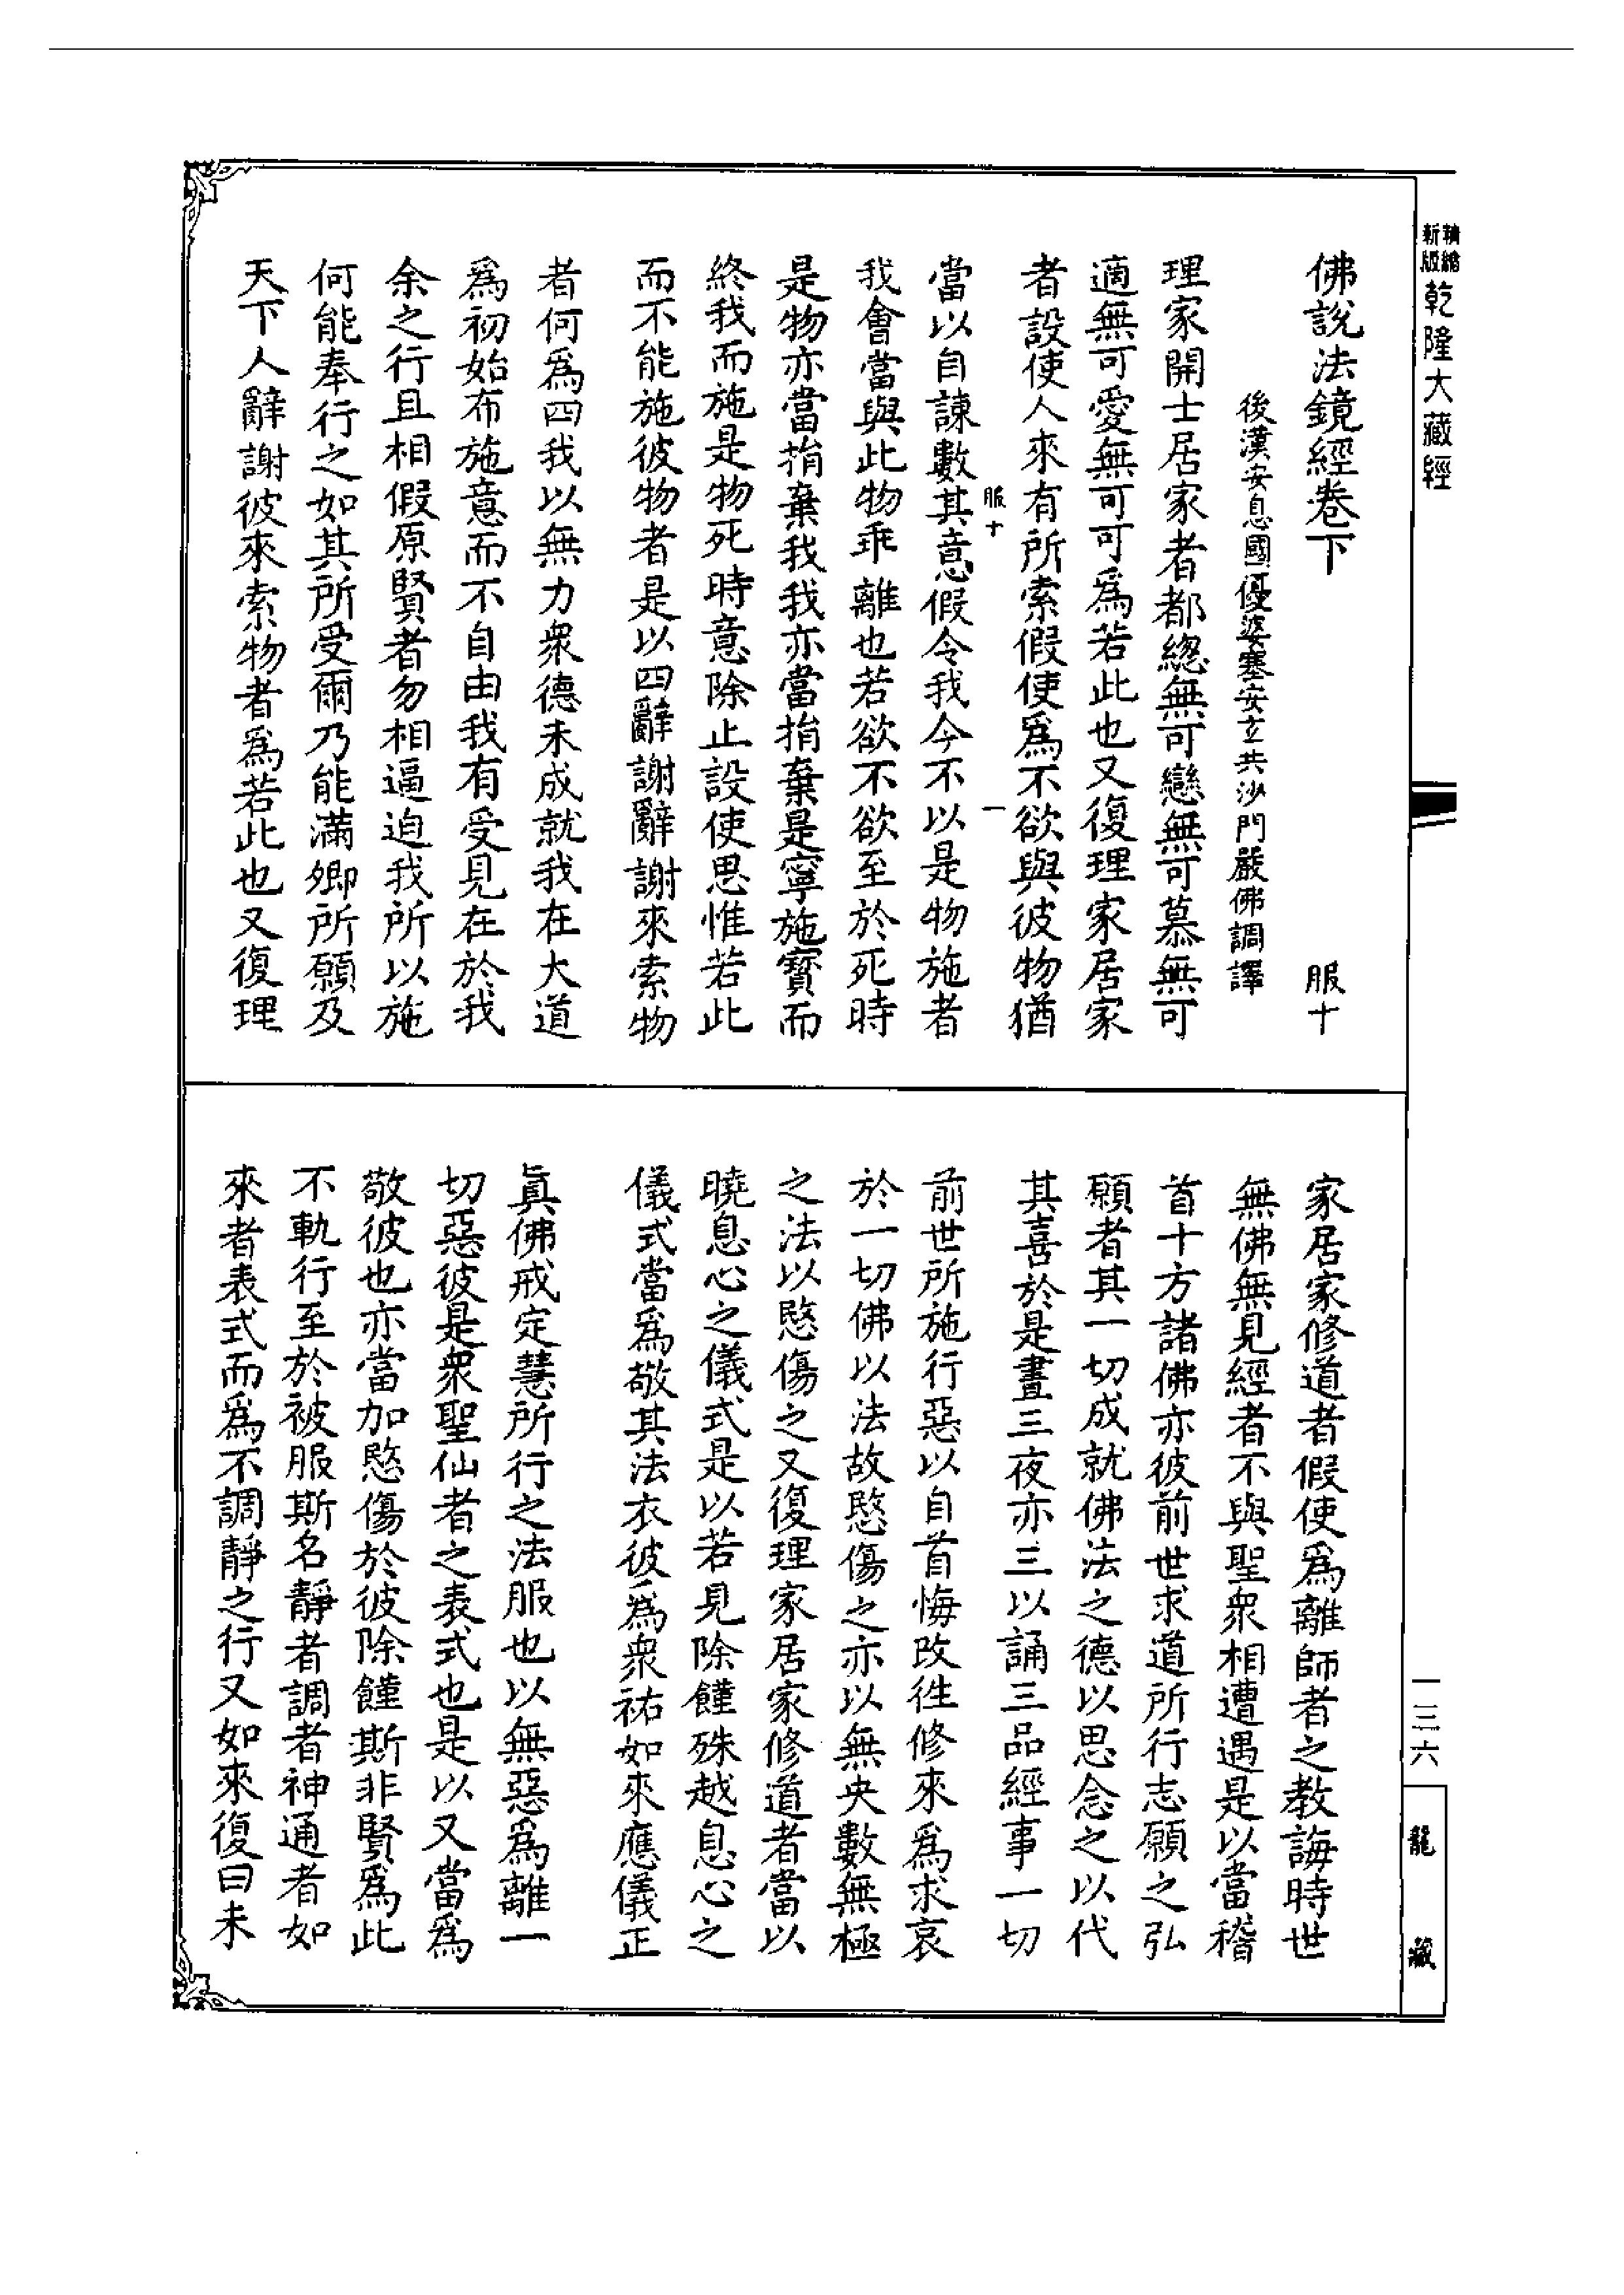 精縮新版乾隆大藏經
佛說法鏡經卷下
服十
後漢安息國優婆塞安玄共沙門嚴佛調譯
理家開士居家者都總無可戀無可慕無可
適無可愛無可可為若此也又復理家居家
者設使人來有所索假使為不欲與彼物猶
服十
一
當以自諫數其意假令我今不以是物施者
我會當與此物乖離也若欲不欲至於死時
是物亦當捐棄我我亦當捐棄是寧施寶而
終我而施是物死時意除止設使思惟若此
而不能施彼物者是以四辭謝辭謝來索物
者何為四我以無力眾德未成就我在大道
為初始布施意而不自由我有受見在於我
余之行且相假原賢者勿相逼迫我所以施
何能奉行之如其所受爾乃能滿卿所願及
天下人辭謝彼來索物者為若此也又復理
家居家修道者假使為離師者之教誨時世
無佛無見經者不與聖眾相遭遇是以當稽
首十方諸佛亦彼前世求道所行志願之弘
願者其一切成就佛法之德以思念之以代
其喜於是晝三夜亦三以誦三品經事一切
前世所施行惡以自首悔改往修來為求哀
於一切佛以法故愍傷之亦以無央數無極
之法以愍傷之又復理家居家修道者當以
曉息心之儀式是以若見除饉殊越息心之
儀式當為敬其法衣彼為眾祐如來應儀正
真佛戒定慧所行之法服也以無惡為離一
切惡彼是眾聖仙者之表式也是以又當為
敬彼也亦當加愍傷於彼除饉斯非賢為此
不軌行至於被服斯名靜者調者神通者如
來者表式而為不調靜之行又如來復曰未
一三六
龍藏